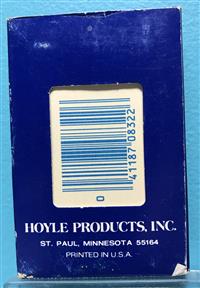 0
41187 08322
HOYLE PRODUCTS, INC.
ST. PAUL, MINNESOTA 55164
PRINTED IN U.S.A.